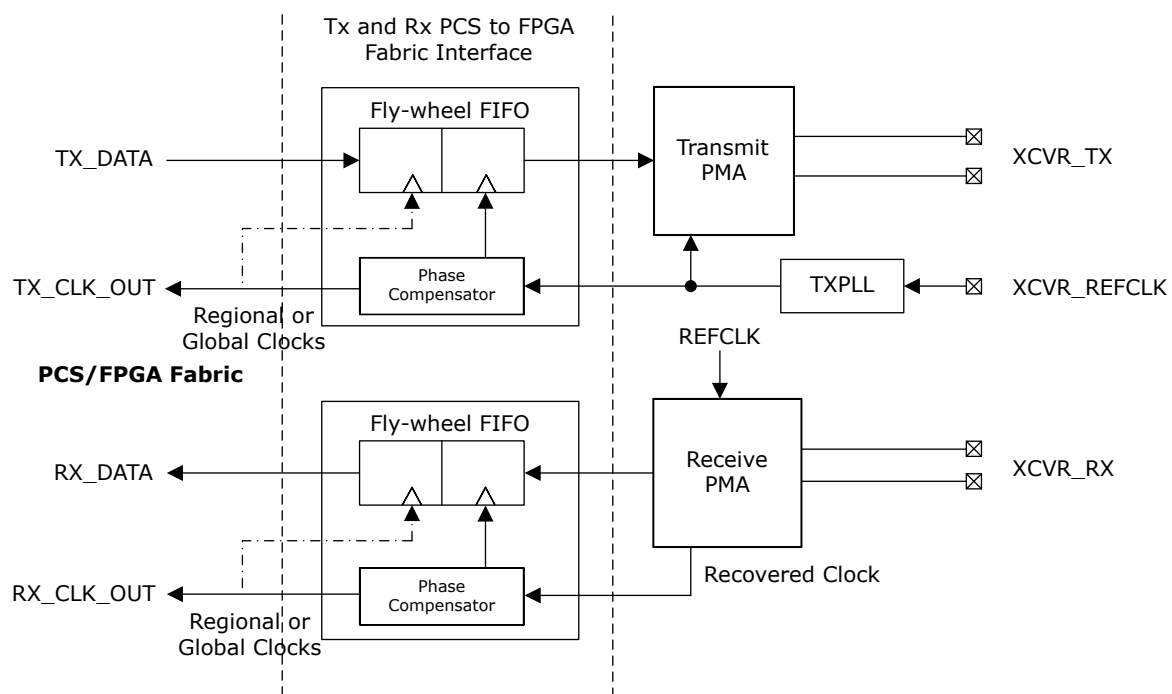 Tx and Rx PCS to FPGA
Fabric Interface
Fly-wheel FIFO
TX_DATA
Transmit
PMA
XCVR_TX
TX_CLK_OUT
Phase
Compensator
TXPLL
XCVR_REFCLK
Regional or
Global Clocks
REFCLK
PCS/FPGA Fabric
Fly-wheel FIFO
RX_DATA
Receive
PMA
XCVR_RX
RX_CLK_OUT
Phase
Compensator
Recovered Clock
Regional or
Global Clocks